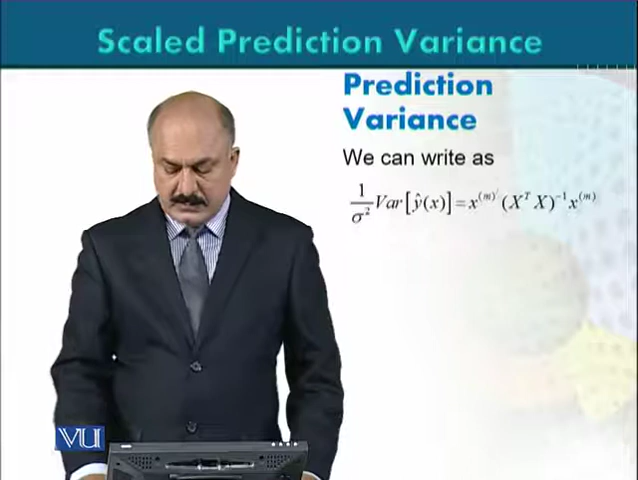 Scaled Prediction Variance
Prediction
Variance
We can write as
1/σ² Var[ŷ(x)] = x^(m)′ (X^T X)^−1 x^(m)
VU